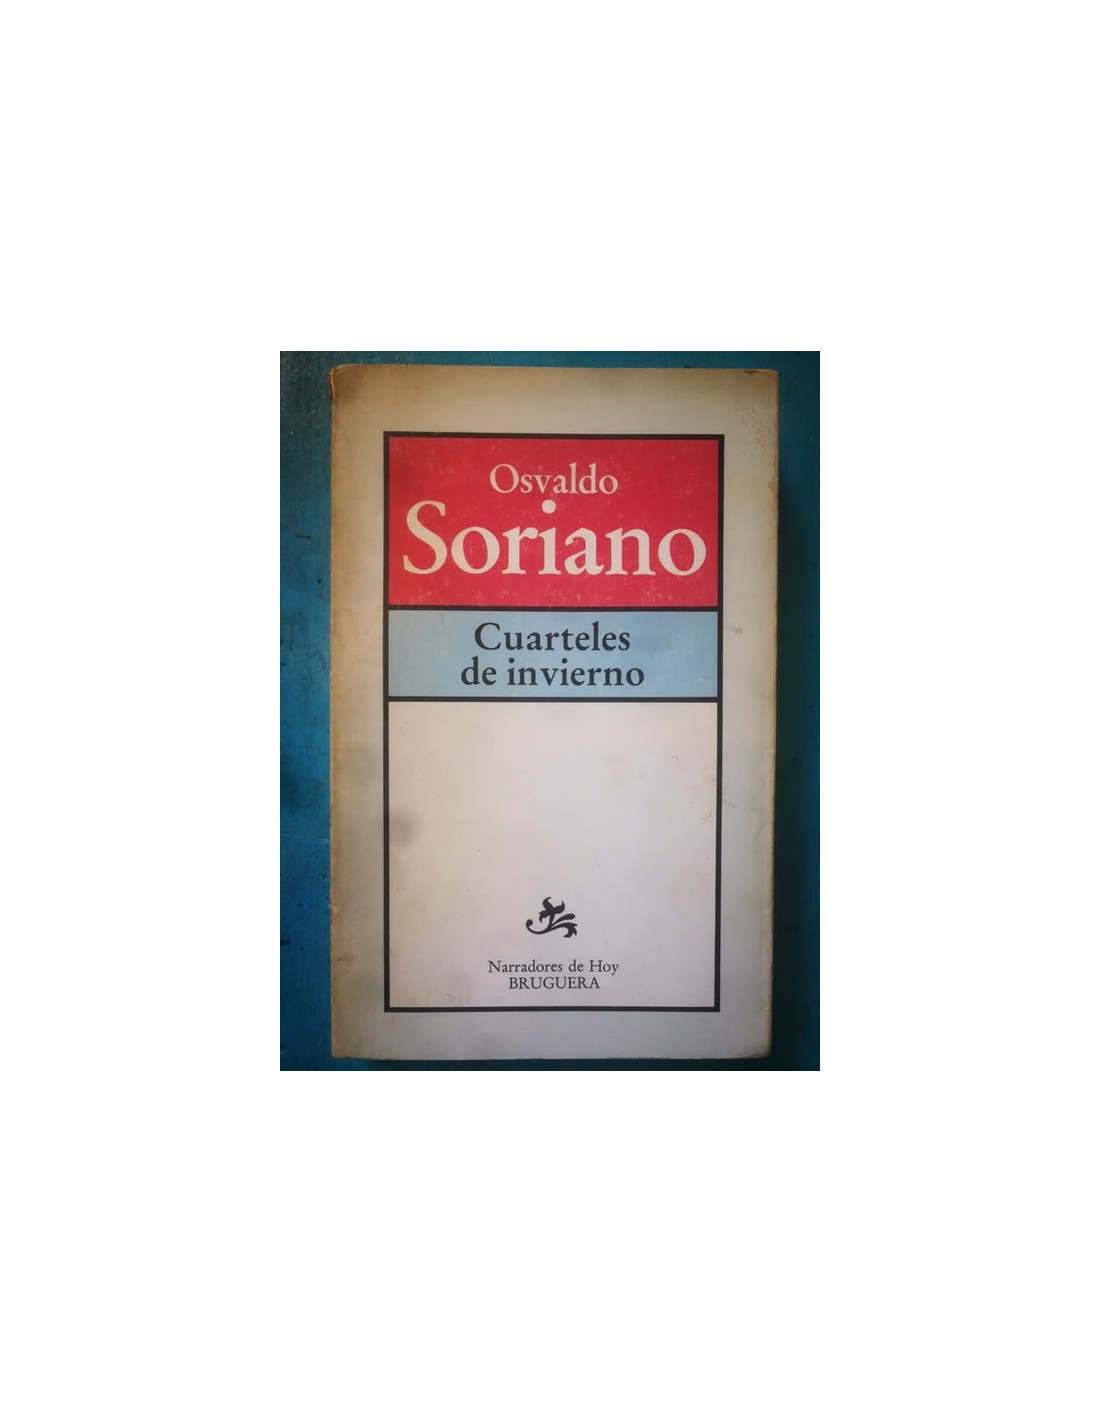 Osvaldo
Soriano
Cuarteles
de invierno
Narradores de Hoy
BRUGUERA